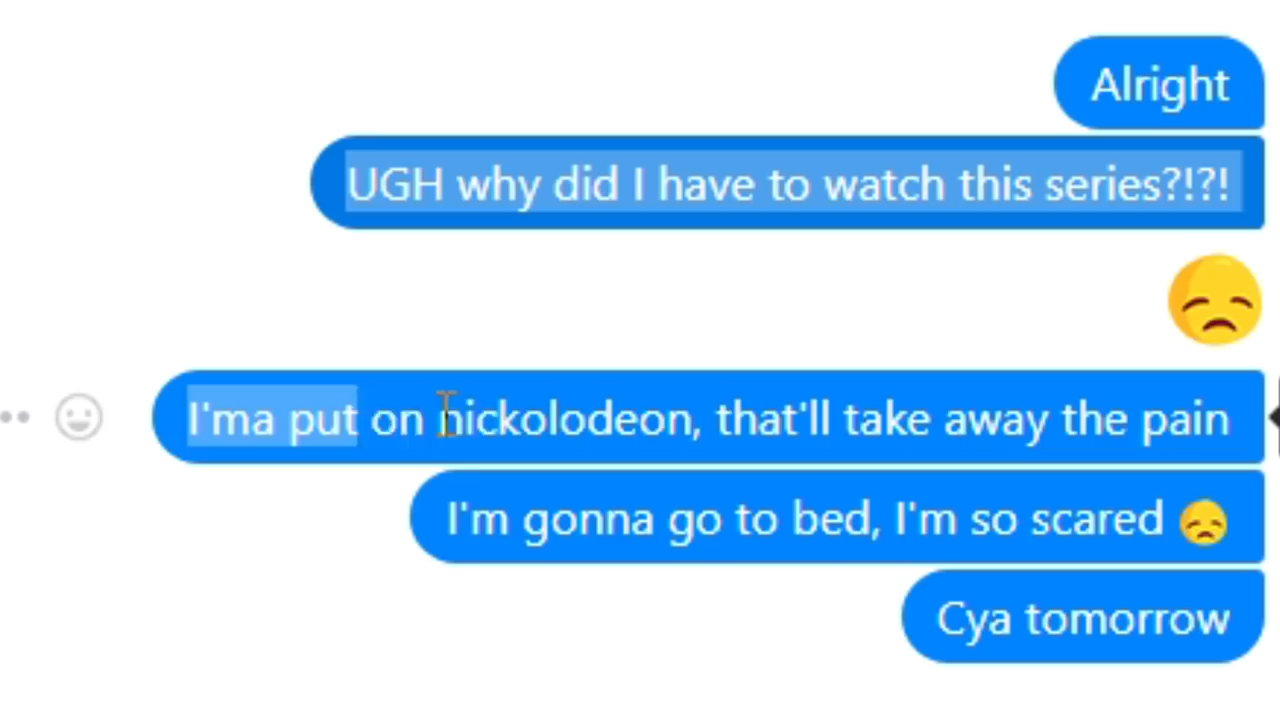 Alright
UGH why did I have to watch this series?!?!
😞
I'ma put on nickolodeon, that'll take away the pain
I'm gonna go to bed, I'm so scared 😞
Cya tomorrow